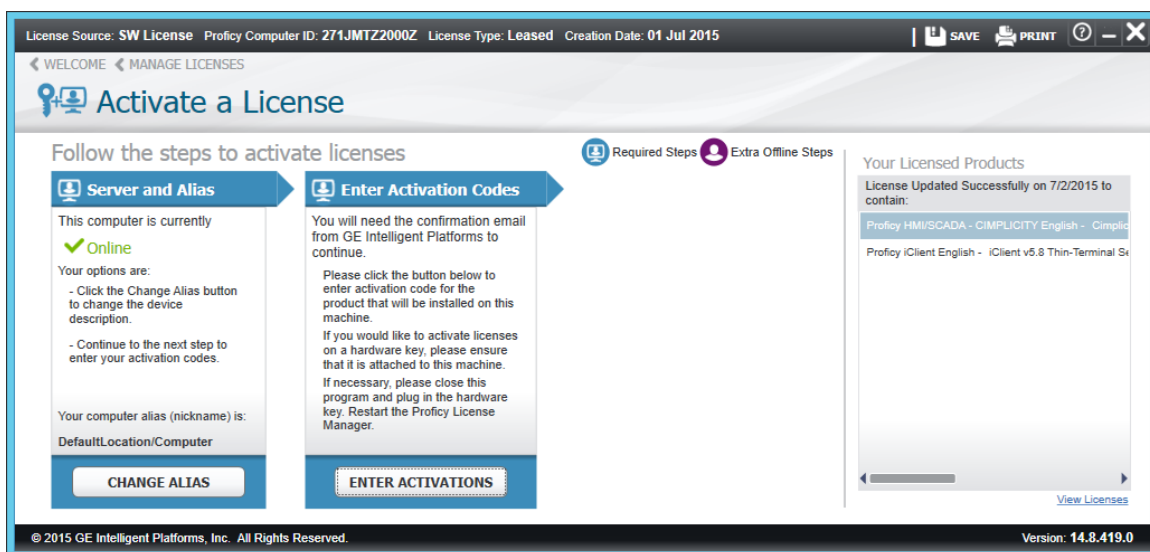 License Source: SW License Proficy Computer ID: 271JMTZ2000Z License Type: Leased Creation Date: 01 Jul 2015 SAVE PRINT
WELCOME MANAGE LICENSES
Activate a License
Follow the steps to activate licenses
Required Steps Extra Offline Steps
Server and Alias
This computer is currently
Online
Your options are:
- Click the Change Alias button
to change the device
description.
- Continue to the next step to
enter your activation codes.
Your computer alias (nickname) is:
DefaultLocation/Computer
CHANGE ALIAS
Enter Activation Codes
You will need the confirmation email
from GE Intelligent Platforms to
continue.
Please click the button below to
enter activation code for the
product that will be installed on this
machine.
If you would like to activate licenses
on a hardware key, please ensure
that it is attached to this machine.
If necessary, please close this
program and plug in the hardware
key. Restart the Proficy License
Manager.
ENTER ACTIVATIONS
Your Licensed Products
License Updated Successfully on 7/2/2015 to
contain:
Proficy HMI/SCADA - CIMPLICITY English - Cimplic
Proficy iClient English - iClient v5.8 Thin-Terminal Se
View Licenses
© 2015 GE Intelligent Platforms, Inc. All Rights Reserved.
Version: 14.8.419.0